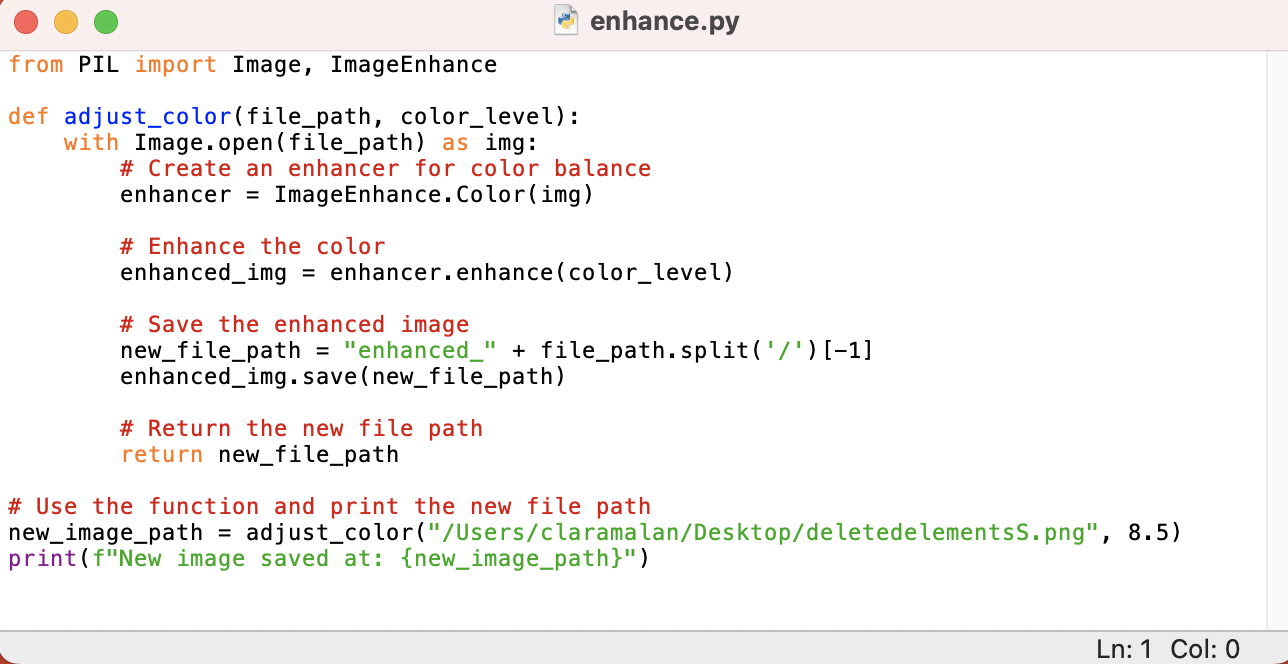 enhance.py
from PIL import Image, ImageEnhance
def adjust_color(file_path, color_level):
    with Image.open(file_path) as img:
        # Create an enhancer for color balance
        enhancer = ImageEnhance.Color(img)
        # Enhance the color
        enhanced_img = enhancer.enhance(color_level)
        # Save the enhanced image
        new_file_path = "enhanced_" + file_path.split('/')[-1]
        enhanced_img.save(new_file_path)
        # Return the new file path
        return new_file_path
# Use the function and print the new file path
new_image_path = adjust_color("/Users/claramalan/Desktop/deletedelementsS.png", 8.5)
print(f"New image saved at: {new_image_path}")
Ln: 1 Col: 0